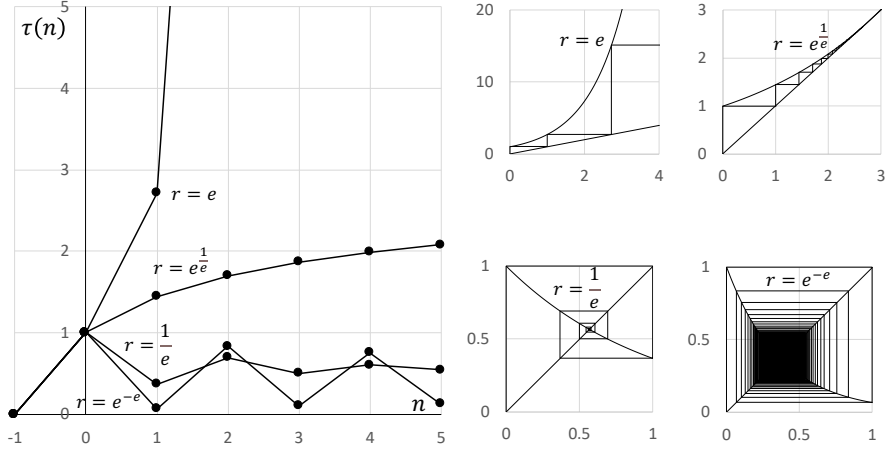 5
τ(n)
4
3
r = e
2
r = e^{1/e}
1
r = 1/e
r = e^{-e}
n
0
-1 0 1 2 3 4 5
20
r = e
10
0
0 2 4
3
r = e^{1/e}
2
1
0
0 1 2 3
1
r = 1/e
0.5
0
0 0.5 1
1
r = e^{-e}
0.5
0
0 0.5 1